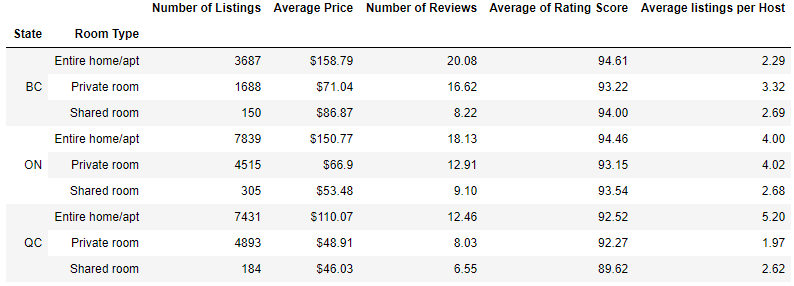 Number of Listings Average Price Number of Reviews Average of Rating Score Average listings per Host
State Room Type
Entire home/apt 3687 $158.79 20.08 94.61 2.29
BC Private room 1688 $71.04 16.62 93.22 3.32
Shared room 150 $86.87 8.22 94.00 2.69
Entire home/apt 7839 $150.77 18.13 94.46 4.00
ON Private room 4515 $66.9 12.91 93.15 4.02
Shared room 305 $53.48 9.10 93.54 2.68
Entire home/apt 7431 $110.07 12.46 92.52 5.20
QC Private room 4893 $48.91 8.03 92.27 1.97
Shared room 184 $46.03 6.55 89.62 2.62